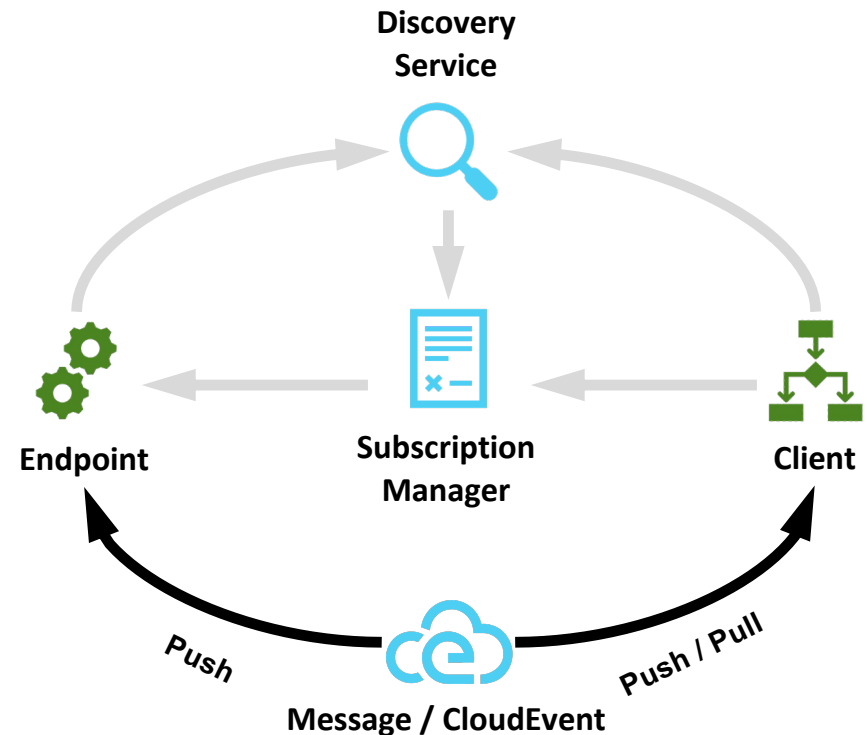 Discovery
Service
Endpoint
Subscription
Manager
Client
Push
Push / Pull
Message / CloudEvent